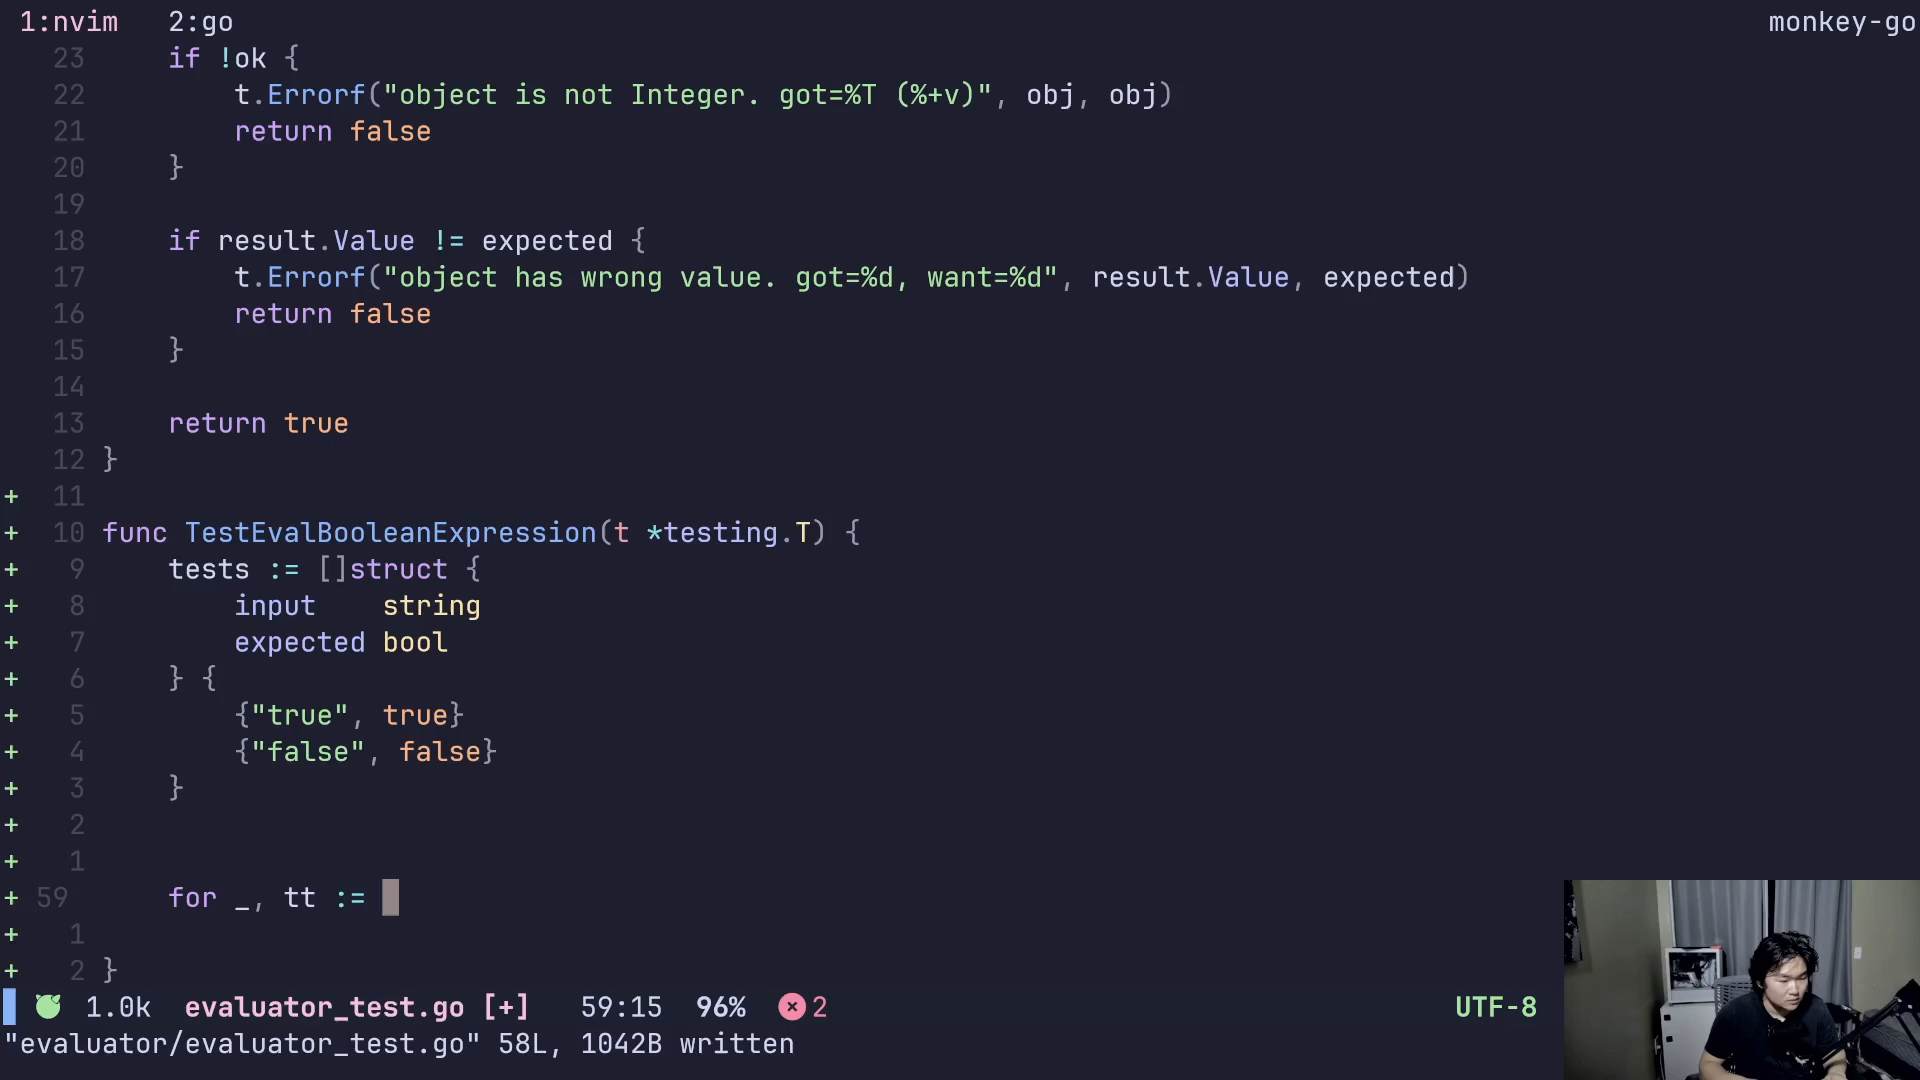 1:nvim 2:go monkey-go
23 if !ok {
22 t.Errorf("object is not Integer. got=%T (%+v)", obj, obj)
21 return false
20 }
19
18 if result.Value != expected {
17 t.Errorf("object has wrong value. got=%d, want=%d", result.Value, expected)
16 return false
15 }
14
13 return true
12 }
+ 11
+ 10 func TestEvalBooleanExpression(t *testing.T) {
+ 9 tests := []struct {
+ 8 input string
+ 7 expected bool
+ 6 } {
+ 5 {"true", true}
+ 4 {"false", false}
+ 3 }
+ 2
+ 1
+ 59 for _, tt :=
+ 1
+ 2 }
1.0k evaluator_test.go [+] 59:15 96% 2 UTF-8
"evaluator/evaluator_test.go" 58L, 1042B written